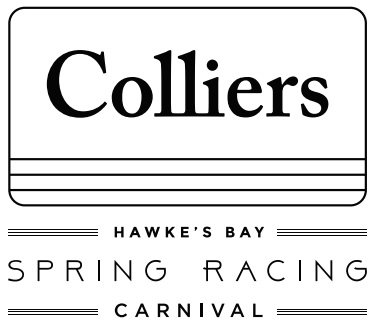 Colliers
HAWKE'S BAY
SPRING RACING
CARNIVAL